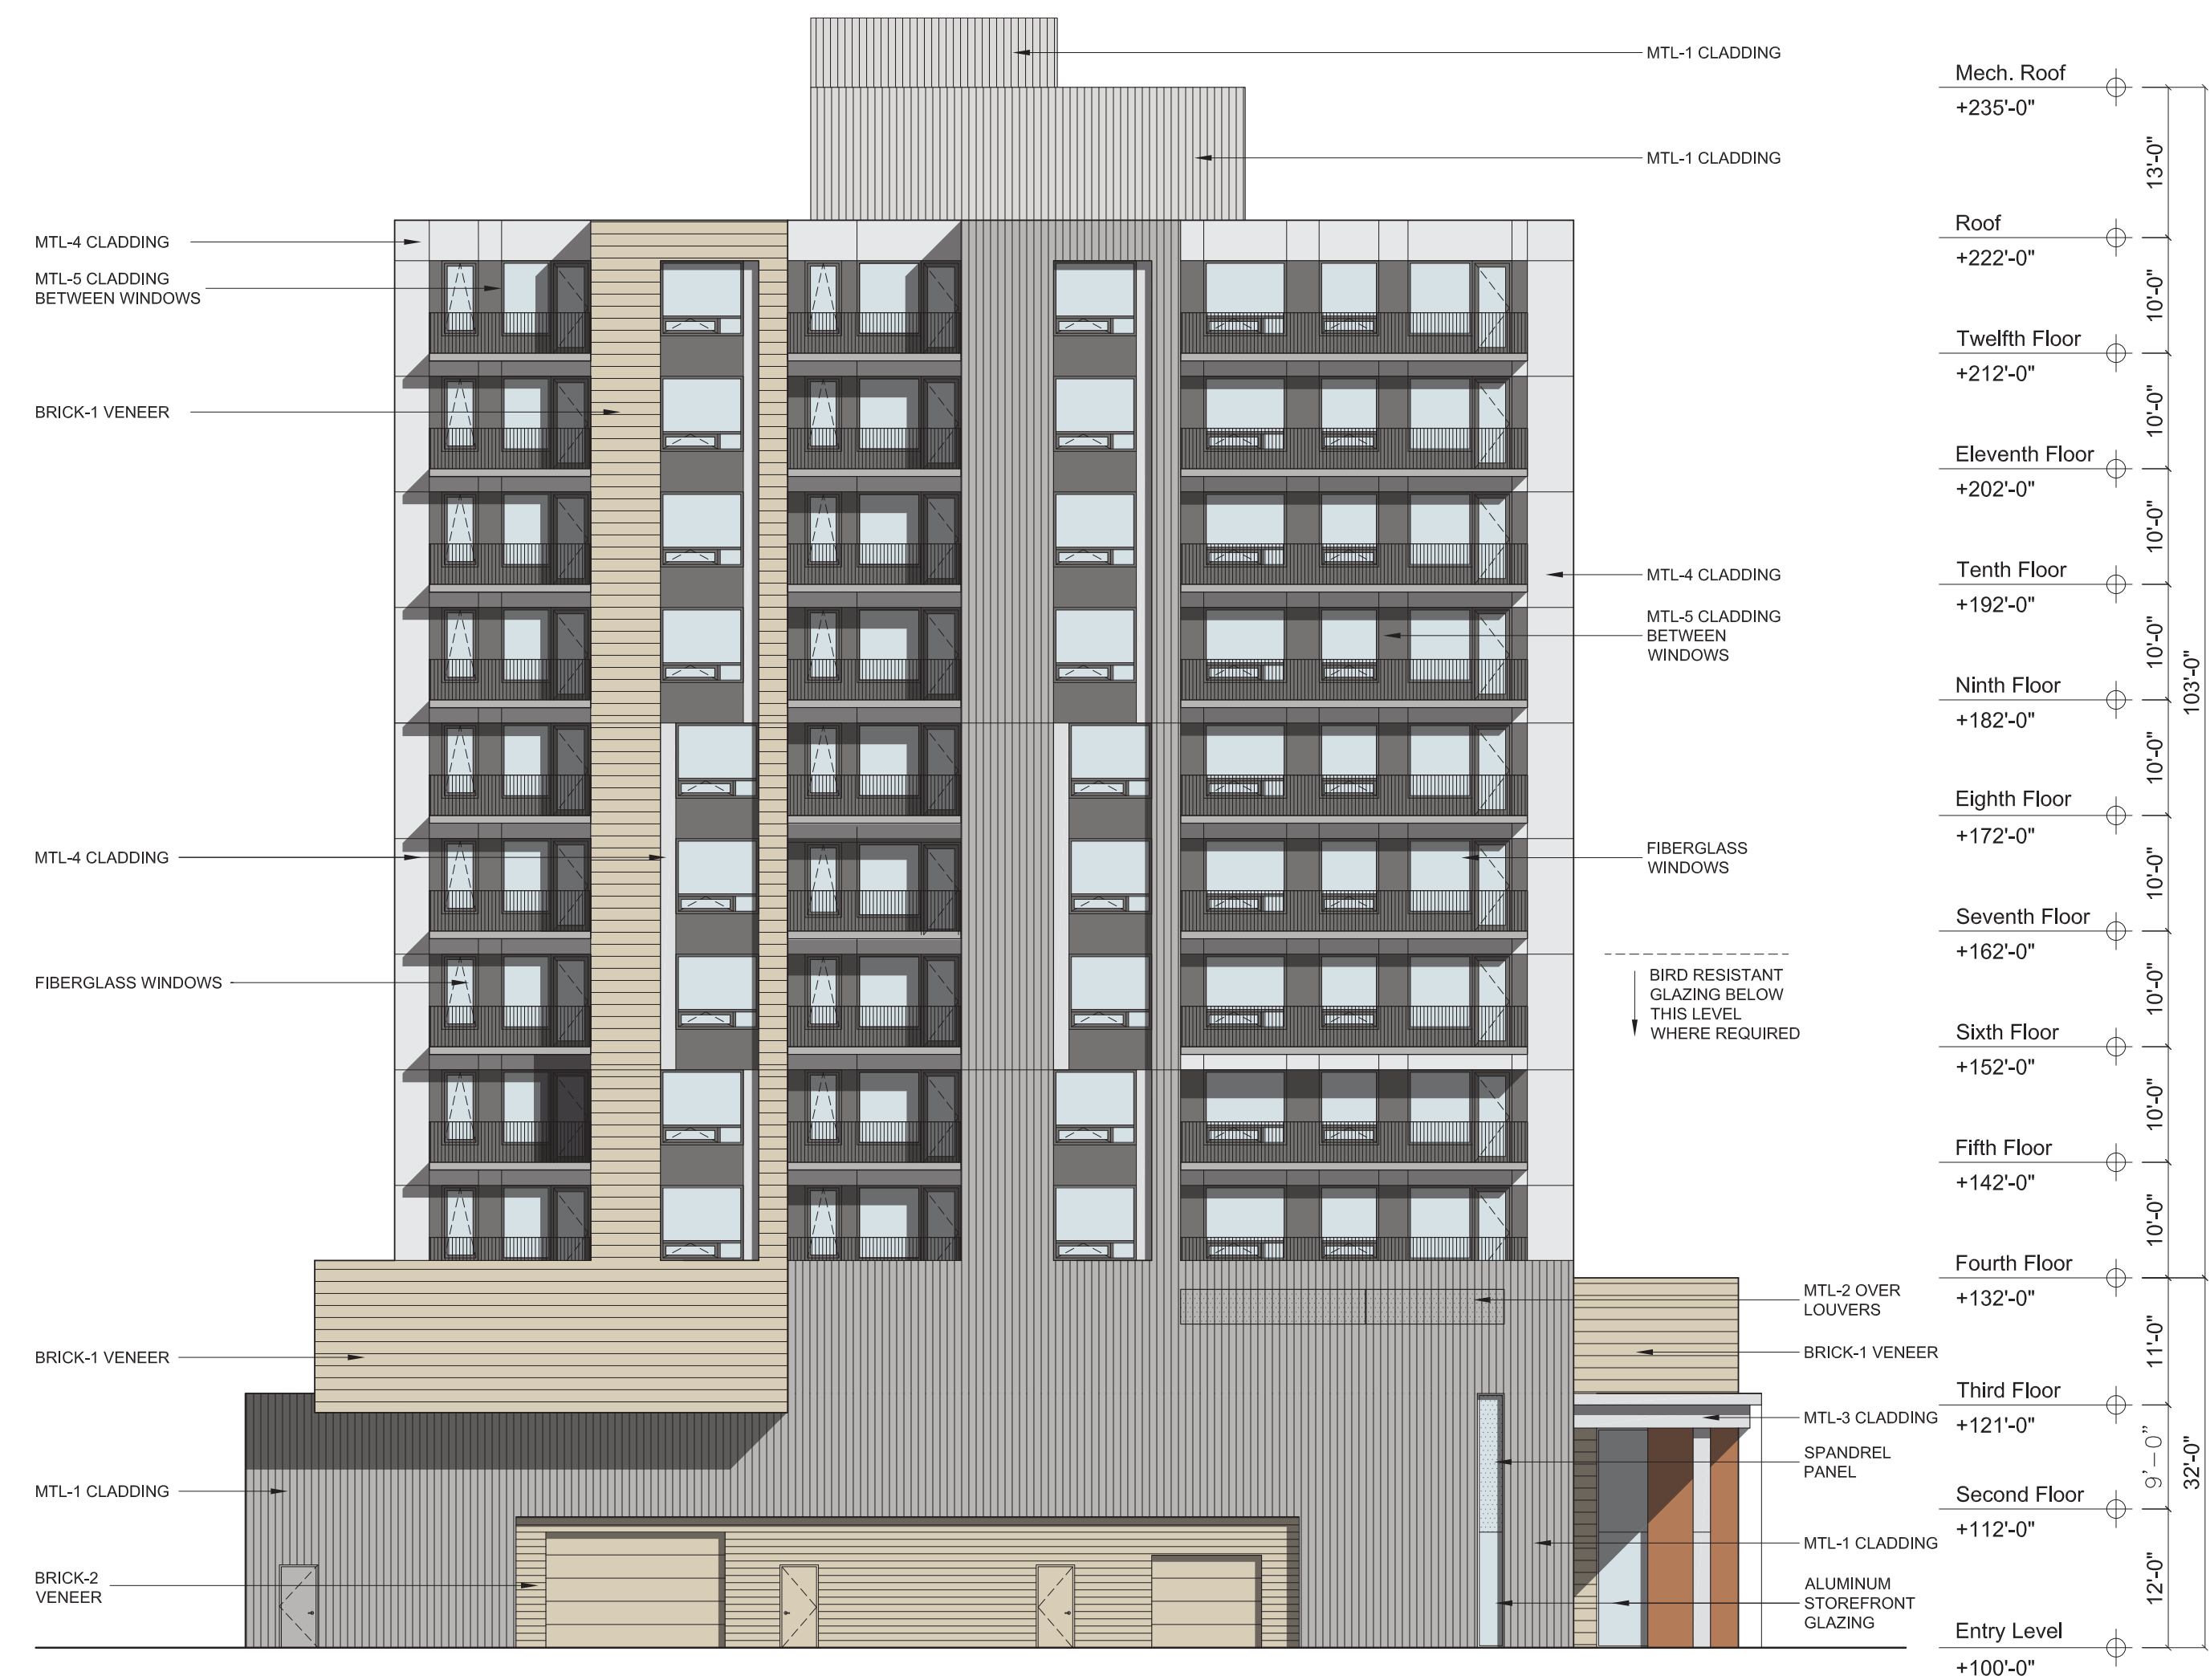 MTL-1 CLADDING
MTL-1 CLADDING
MTL-4 CLADDING
MTL-5 CLADDING
BETWEEN WINDOWS
BRICK-1 VENEER
MTL-4 CLADDING
FIBERGLASS WINDOWS
BRICK-1 VENEER
MTL-1 CLADDING
BRICK-2
VENEER
MTL-4 CLADDING
MTL-5 CLADDING
BETWEEN
WINDOWS
FIBERGLASS
WINDOWS
BIRD RESISTANT
GLAZING BELOW
THIS LEVEL
WHERE REQUIRED
MTL-2 OVER
LOUVERS
BRICK-1 VENEER
MTL-3 CLADDING
SPANDREL
PANEL
MTL-1 CLADDING
ALUMINUM
STOREFRONT
GLAZING
Mech. Roof
+235'-0"
Roof
+222'-0"
Twelfth Floor
+212'-0"
Eleventh Floor
+202'-0"
Tenth Floor
+192'-0"
Ninth Floor
+182'-0"
Eighth Floor
+172'-0"
Seventh Floor
+162'-0"
Sixth Floor
+152'-0"
Fifth Floor
+142'-0"
Fourth Floor
+132'-0"
Third Floor
+121'-0"
Second Floor
+112'-0"
Entry Level
+100'-0"
13'-0"
10'-0"
10'-0"
10'-0"
10'-0"
10'-0"
10'-0"
10'-0"
10'-0"
10'-0"
11'-0"
9'-0"
12'-0"
103'-0"
32'-0"